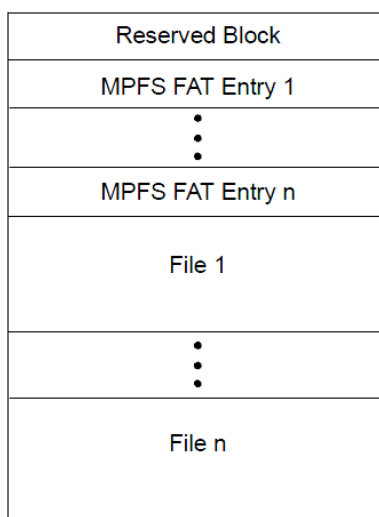 Reserved Block
MPFS FAT Entry 1
MPFS FAT Entry n
File 1
File n